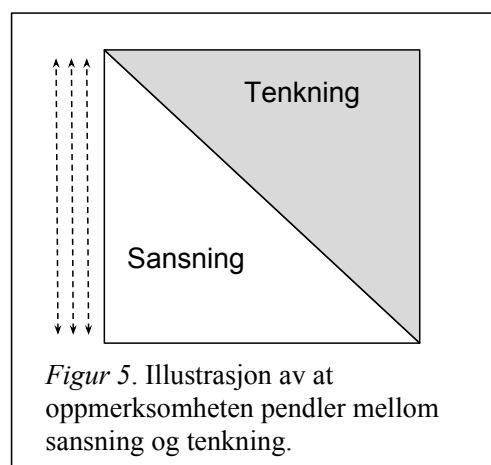 Tenkning
Sansning
Figur 5. Illustrasjon av at
oppmerksomheten pendler mellom
sansning og tenkning.